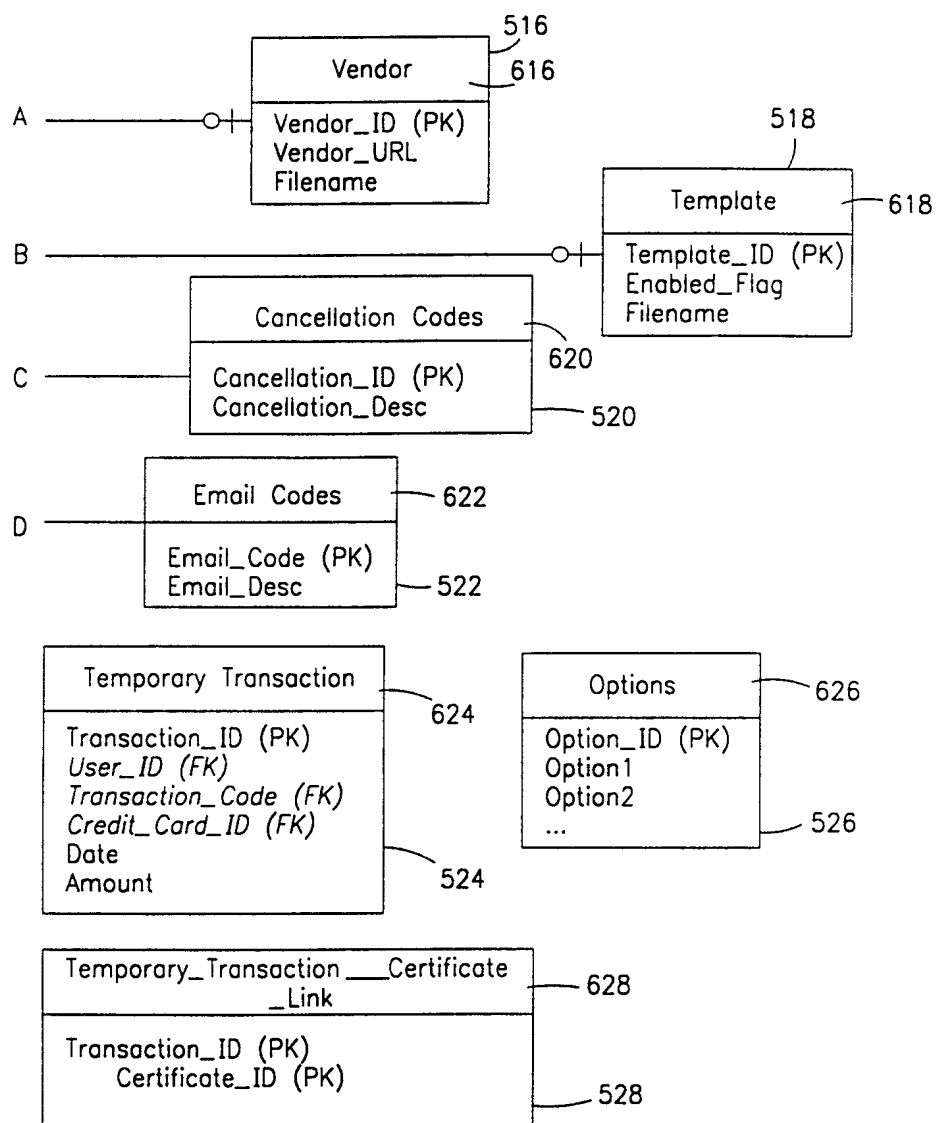 516
Vendor
616
A
Vendor_ID (PK)
Vendor_URL
Filename
518
Template
618
B
Template_ID (PK)
Enabled_Flag
Filename
Cancellation Codes
620
C
Cancellation_ID (PK)
Cancellation_Desc
520
Email Codes
622
D
Email_Code (PK)
Email_Desc
522
Temporary Transaction
624
Transaction_ID (PK)
User_ID (FK)
Transaction_Code (FK)
Credit_Card_ID (FK)
Date
Amount
524
Options
626
Option_ID (PK)
Option1
Option2
...
526
Temporary_Transaction___Certificate
_Link
628
Transaction_ID (PK)
Certificate_ID (PK)
528